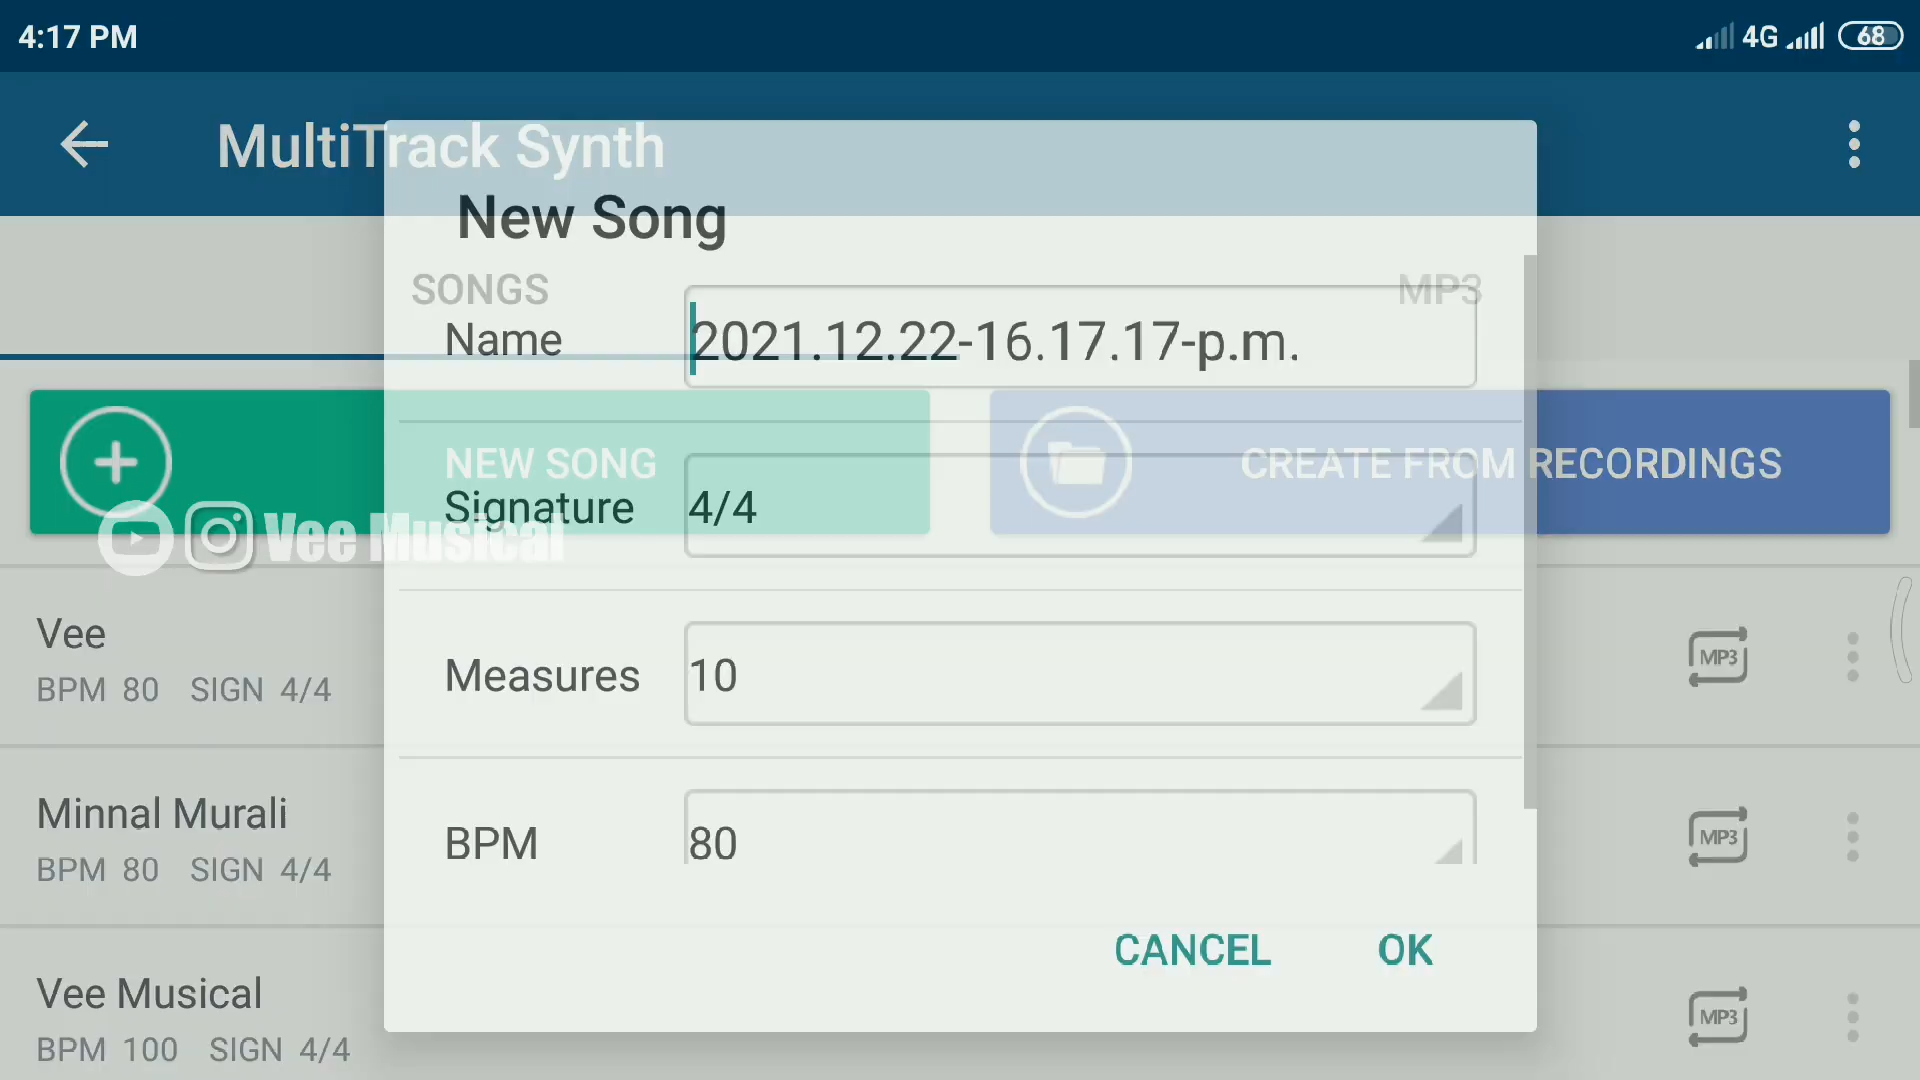 4:17 PM
4G
68
MultiTrack Synth
New Song
SONGS
MP3
Name
2021.12.22-16.17.17-p.m.
NEW SONG
CREATE FROM RECORDINGS
Signature
4/4
Vee Musical
Vee
BPM 80 SIGN 4/4
MP3
Measures
10
Minnal Murali
BPM 80 SIGN 4/4
MP3
BPM
80
CANCEL
OK
Vee Musical
BPM 100 SIGN 4/4
MP3